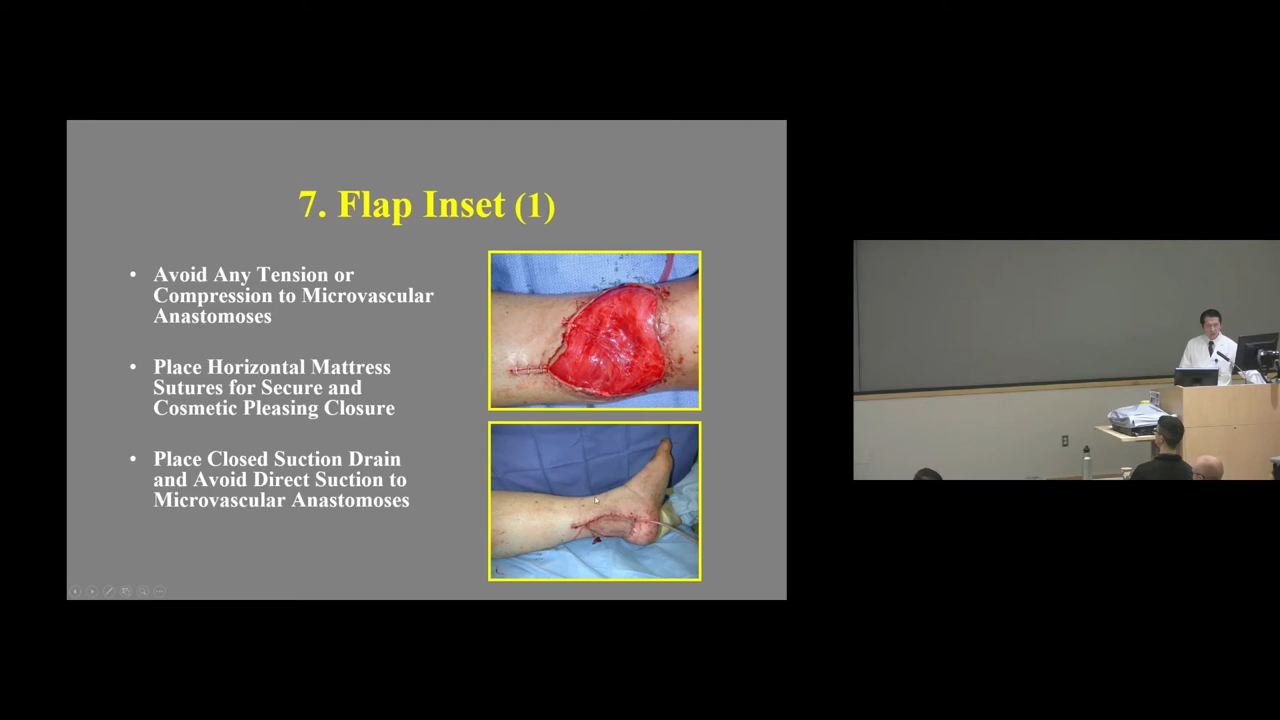 7. Flap Inset (1)
• Avoid Any Tension or
Compression to Microvascular
Anastomoses
• Place Horizontal Mattress
Sutures for Secure and
Cosmetic Pleasing Closure
• Place Closed Suction Drain
and Avoid Direct Suction to
Microvascular Anastomoses